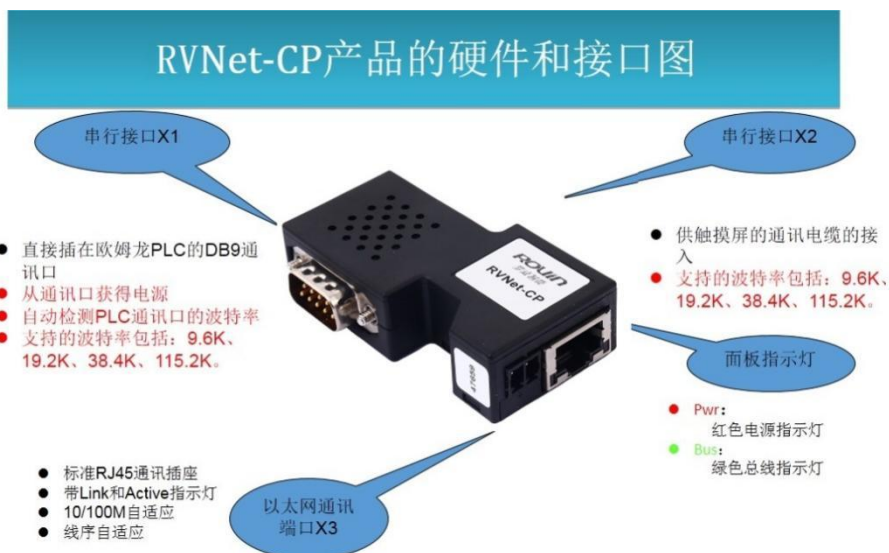 RVNet-CP产品的硬件和接口图
串行接口X1
串行接口X2
直接插在欧姆龙PLC的DB9通
讯口
从通讯口获得电源
自动检测PLC通讯口的波特率
支持的波特率包括：9.6K、
19.2K、38.4K、115.2K。
供触摸屏的通讯电缆的接
入
支持的波特率包括：9.6K、
19.2K、38.4K、115.2K。
RVNet-CP
面板指示灯
Pwr：
红色电源指示灯
Bus：
绿色总线指示灯
标准RJ45通讯插座
带Link和Active指示灯
10/100M自适应
线序自适应
以太网通讯
端口X3